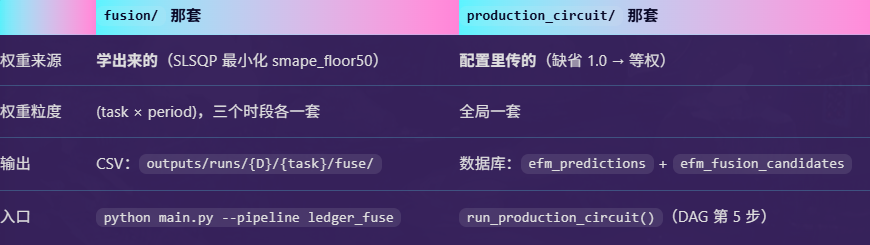 fusion/ 那套 production_circuit/ 那套
权重来源 学出来的（SLSQP 最小化 smape_floor50） 配置里传的（缺省 1.0 → 等权）
权重粒度 (task × period)，三个时段各一套 全局一套
输出 CSV：outputs/runs/{D}/{task}/fuse/ 数据库：efm_predictions + efm_fusion_candidates
入口 python main.py --pipeline ledger_fuse run_production_circuit()（DAG 第 5 步）